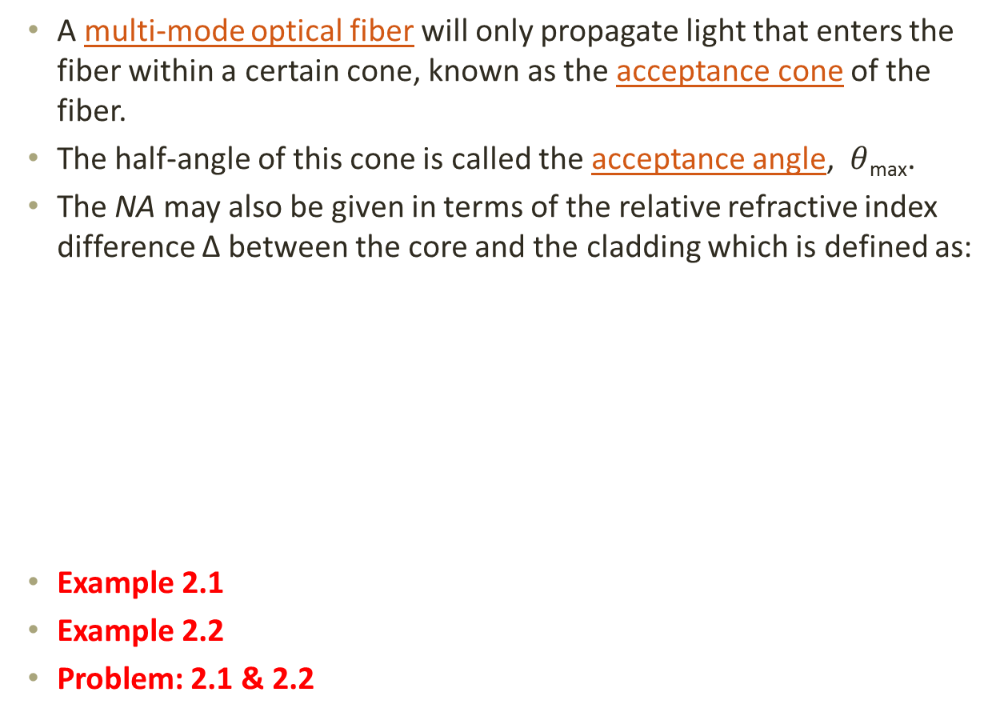 • A multi-mode optical fiber will only propagate light that enters the
fiber within a certain cone, known as the acceptance cone of the
fiber.
• The half-angle of this cone is called the acceptance angle, θmax.
• The NA may also be given in terms of the relative refractive index
difference Δ between the core and the cladding which is defined as:
• Example 2.1
• Example 2.2
• Problem: 2.1 & 2.2